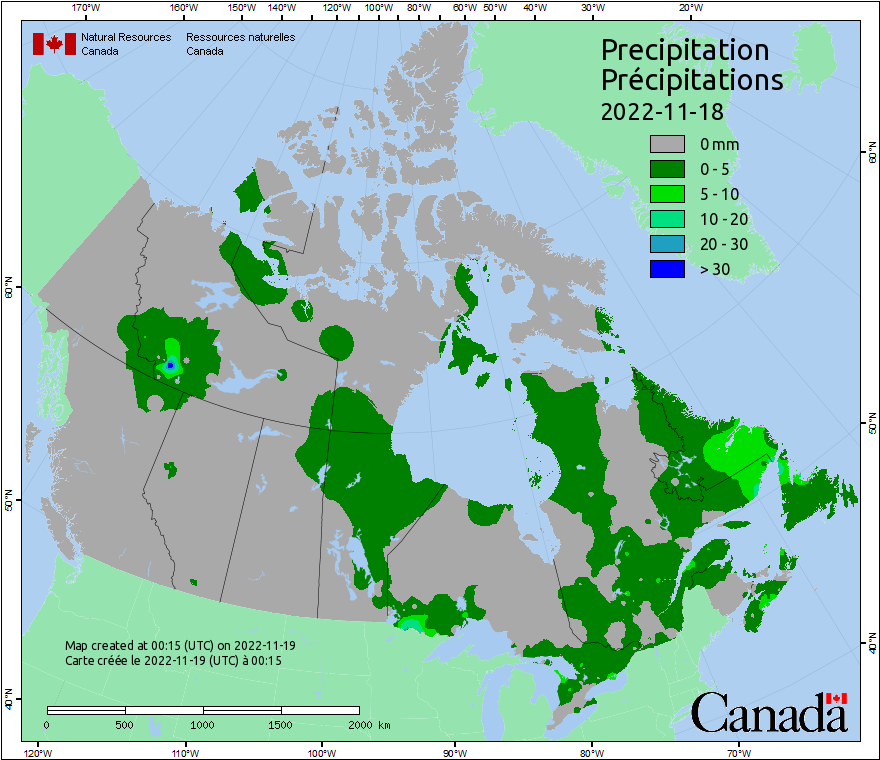 170°W 160°W 150°W 140°W 130°W 120°W 110°W 100°W 90°W 80°W 70°W 60°W 50°W 40°W 30°W 20°W
Natural Resources Ressources naturelles
Canada Canada
Precipitation
Précipitations
2022-11-18
0 mm
0 - 5
5 - 10
10 - 20
20 - 30
> 30
60°N
60°N
50°N
50°N
40°N
40°N
Map created at 00:15 (UTC) on 2022-11-19
Carte créée le 2022-11-19 (UTC) à 00:15
0 500 1000 1500 2000 km
Canada
120°W 110°W 100°W 90°W 80°W 70°W